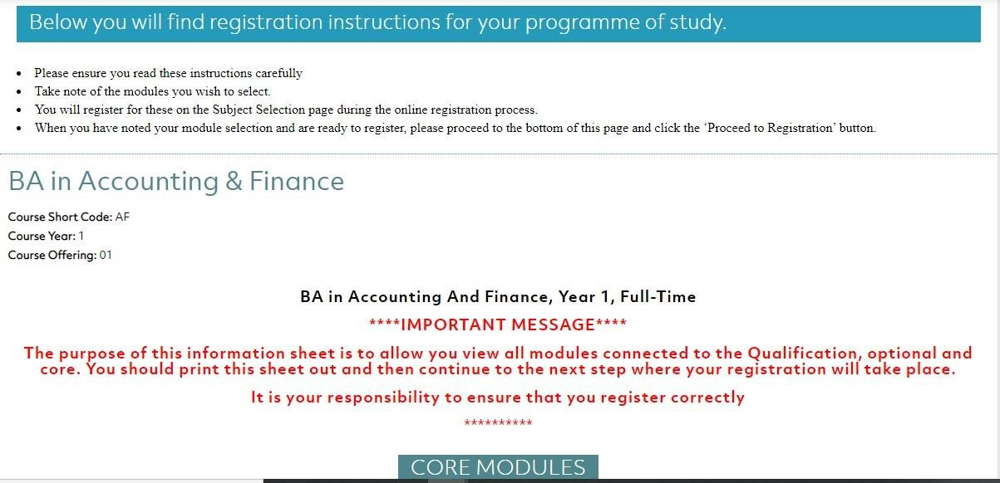 Below you will find registration instructions for your programme of study.
• Please ensure you read these instructions carefully
• Take note of the modules you wish to select.
• You will register for these on the Subject Selection page during the online registration process.
• When you have noted your module selection and are ready to register, please proceed to the bottom of this page and click the ‘Proceed to Registration’ button.
BA in Accounting & Finance
Course Short Code: AF
Course Year: 1
Course Offering: 01
BA in Accounting And Finance, Year 1, Full-Time
****IMPORTANT MESSAGE****
The purpose of this information sheet is to allow you view all modules connected to the Qualification, optional and
core. You should print this sheet out and then continue to the next step where your registration will take place.
It is your responsibility to ensure that you register correctly
**********
CORE MODULES